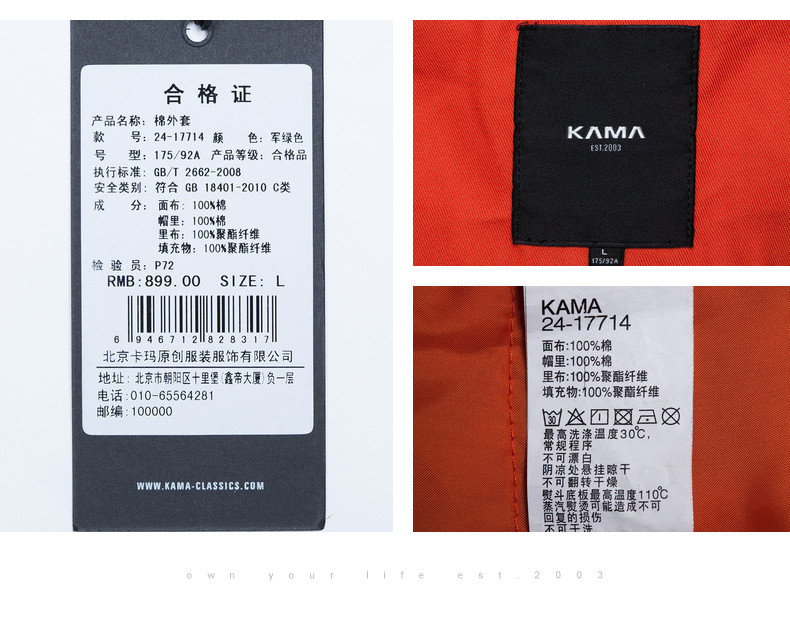 合格证
产品名称: 棉外套
款 号: 24-17714 颜 色: 军绿色
号 型: 175/92A 产品等级: 合格品
执行标准: GB/T 2662-2008
安全类别: 符合 GB 18401-2010 C类
成 分: 面布: 100%棉
帽里: 100%棉
里布: 100%聚酯纤维
填充物: 100%聚酯纤维
检 验 员: P72
RMB:899.00 SIZE: L
6 946712 828317
北京卡玛原创服装服饰有限公司
地址: 北京市朝阳区十里堡(鑫帝大厦)负一层
电话:010-65564281
邮编:100000
WWW.KAMA-CLASSICS.COM
KAMA
EST.2003
L
175/92A
KAMA
24-17714
面布:100%棉
帽里:100%棉
里布:100%聚酯纤维
填充物:100%聚酯纤维
30
最高洗涤温度30℃,
常规程序
不可漂白
阴凉处悬挂晾干
不可翻转干燥
熨斗底板最高温度110℃
蒸汽熨烫可能造成不可
回复的损伤
不可干洗
own your life est.2003